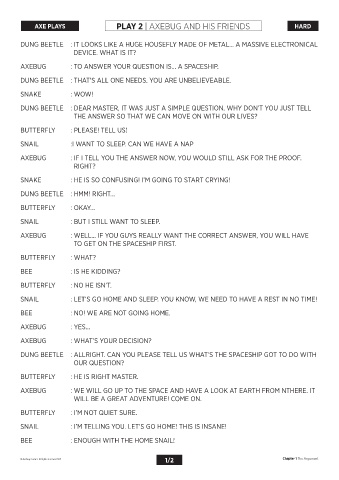 AXE PLAYS
PLAY 2 | AXEBUG AND HIS FRIENDS
HARD
DUNG BEETLE : IT LOOKS LIKE A HUGE HOUSEFLY MADE OF METAL... A MASSIVE ELECTRONICAL
DEVICE. WHAT IS IT?
AXEBUG : TO ANSWER YOUR QUESTION IS... A SPACESHIP.
DUNG BEETLE : THAT'S ALL ONE NEEDS, YOU ARE UNBELIEVEABLE.
SNAKE : WOW!
DUNG BEETLE : DEAR MASTER, IT WAS JUST A SIMPLE QUESTION. WHY DON'T YOU JUST TELL
THE ANSWER SO THAT WE CAN MOVE ON WITH OUR LIVES?
BUTTERFLY : PLEASE! TELL US!
SNAIL :I WANT TO SLEEP. CAN WE HAVE A NAP
AXEBUG : IF I TELL YOU THE ANSWER NOW, YOU WOULD STILL ASK FOR THE PROOF.
RIGHT?
SNAKE : HE IS SO CONFUSING! I'M GOING TO START CRYING!
DUNG BEETLE : HMM! RIGHT...
BUTTERFLY : OKAY...
SNAIL : BUT I STILL WANT TO SLEEP.
AXEBUG : WELL... IF YOU GUYS REALLY WANT THE CORRECT ANSWER, YOU WILL HAVE
TO GET ON THE SPACESHIP FIRST.
BUTTERFLY : WHAT?
BEE : IS HE KIDDING?
BUTTERFLY : NO HE ISN'T.
SNAIL : LET'S GO HOME AND SLEEP. YOU KNOW, WE NEED TO HAVE A REST IN NO TIME!
BEE : NO! WE ARE NOT GOING HOME.
AXEBUG : YES...
AXEBUG : WHAT'S YOUR DECISION?
DUNG BEETLE : ALLRIGHT. CAN YOU PLEASE TELL US WHAT'S THE SPACESHIP GOT TO DO WITH
OUR QUESTION?
BUTTERFLY : HE IS RIGHT MASTER.
AXEBUG : WE WILL GO UP TO THE SPACE AND HAVE A LOOK AT EARTH FROM NTHERE. IT
WILL BE A GREAT ADVENTURE! COME ON.
BUTTERFLY : I'M NOT QUIET SURE.
SNAIL : I'M TELLING YOU. LET'S GO HOME! THIS IS INSANE!
BEE : ENOUGH WITH THE HOME SNAIL!
1/2